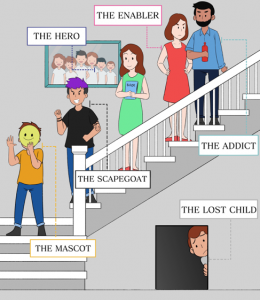 THE ENABLER
THE HERO
THE ADDICT
THE SCAPEGOAT
THE LOST CHILD
THE MASCOT